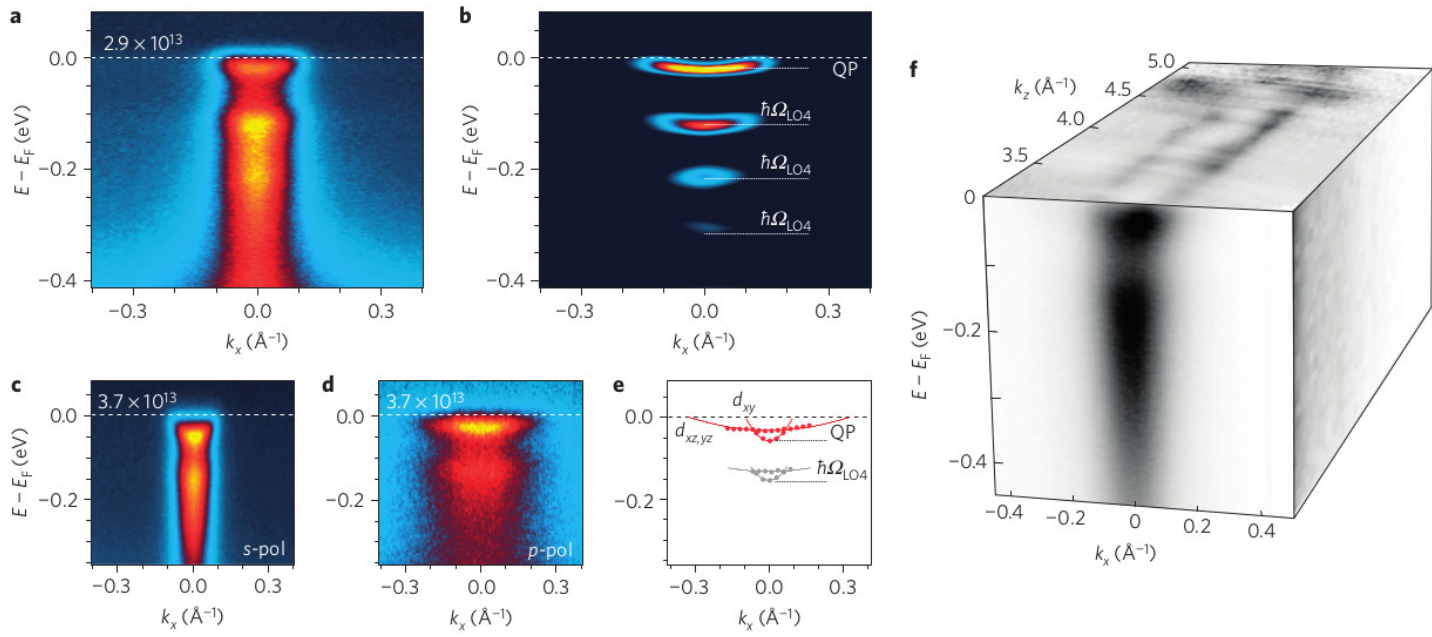 a
2.9 × 10¹³
0.0
−0.2
−0.4
E − E_F (eV)
−0.3
0.0
0.3
k_x (Å⁻¹)
b
0.0
−0.2
−0.4
E − E_F (eV)
QP
ℏΩ_LO4
ℏΩ_LO4
ℏΩ_LO4
−0.3
0.0
0.3
k_x (Å⁻¹)
c
3.7 × 10¹³
0.0
−0.2
E − E_F (eV)
s-pol
−0.3
0.0
0.3
k_x (Å⁻¹)
d
3.7 × 10¹³
0.0
−0.2
p-pol
−0.3
0.0
0.3
k_x (Å⁻¹)
e
0.0
−0.2
d_xy
d_xz,yz
QP
ℏΩ_LO4
−0.3
0.0
0.3
k_x (Å⁻¹)
f
5.0
4.5
4.0
3.5
k_z (Å⁻¹)
0
−0.2
−0.4
E − E_F (eV)
−0.4
−0.2
0
0.2
0.4
k_x (Å⁻¹)